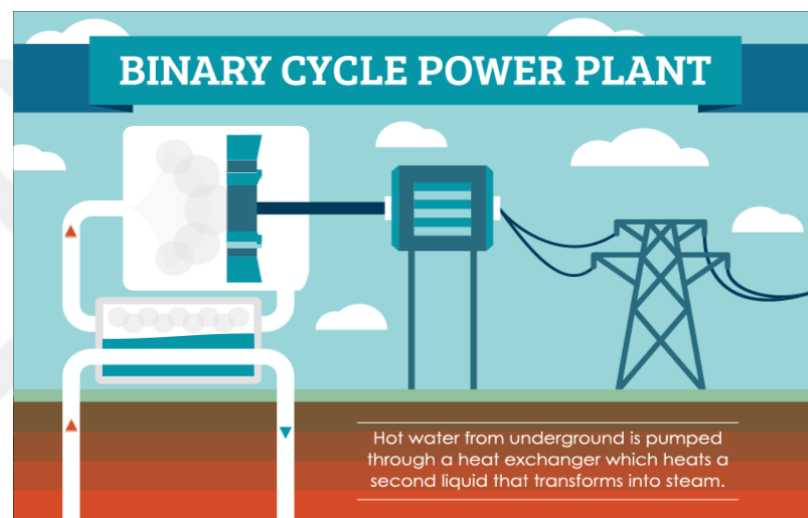 BINARY CYCLE POWER PLANT
Hot water from underground is pumped
through a heat exchanger which heats a
second liquid that transforms into steam.